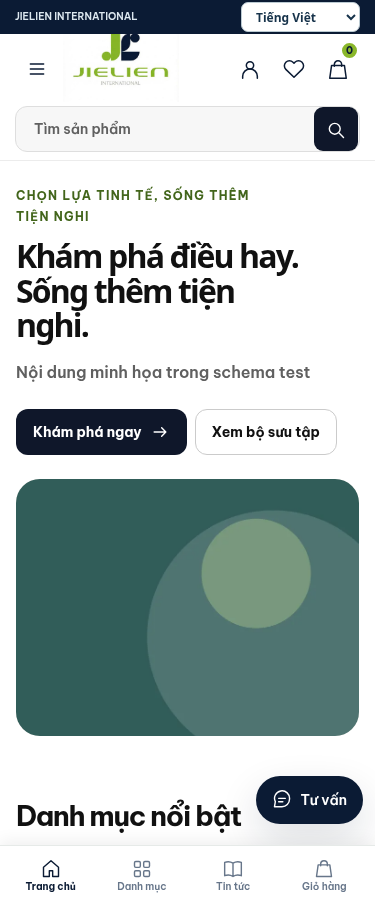 JIELIEN INTERNATIONAL
Tiếng Việt
JIELIEN
INTERNATIONAL
0
Tìm sản phẩm
CHỌN LỰA TINH TẾ, SỐNG THÊM
TIỆN NGHI
Khám phá điều hay.
Sống thêm tiện
nghi.
Nội dung minh họa trong schema test
Khám phá ngay
Xem bộ sưu tập
Danh mục nổi bật
Tư vấn
Trang chủ
Danh mục
Tin tức
Giỏ hàng